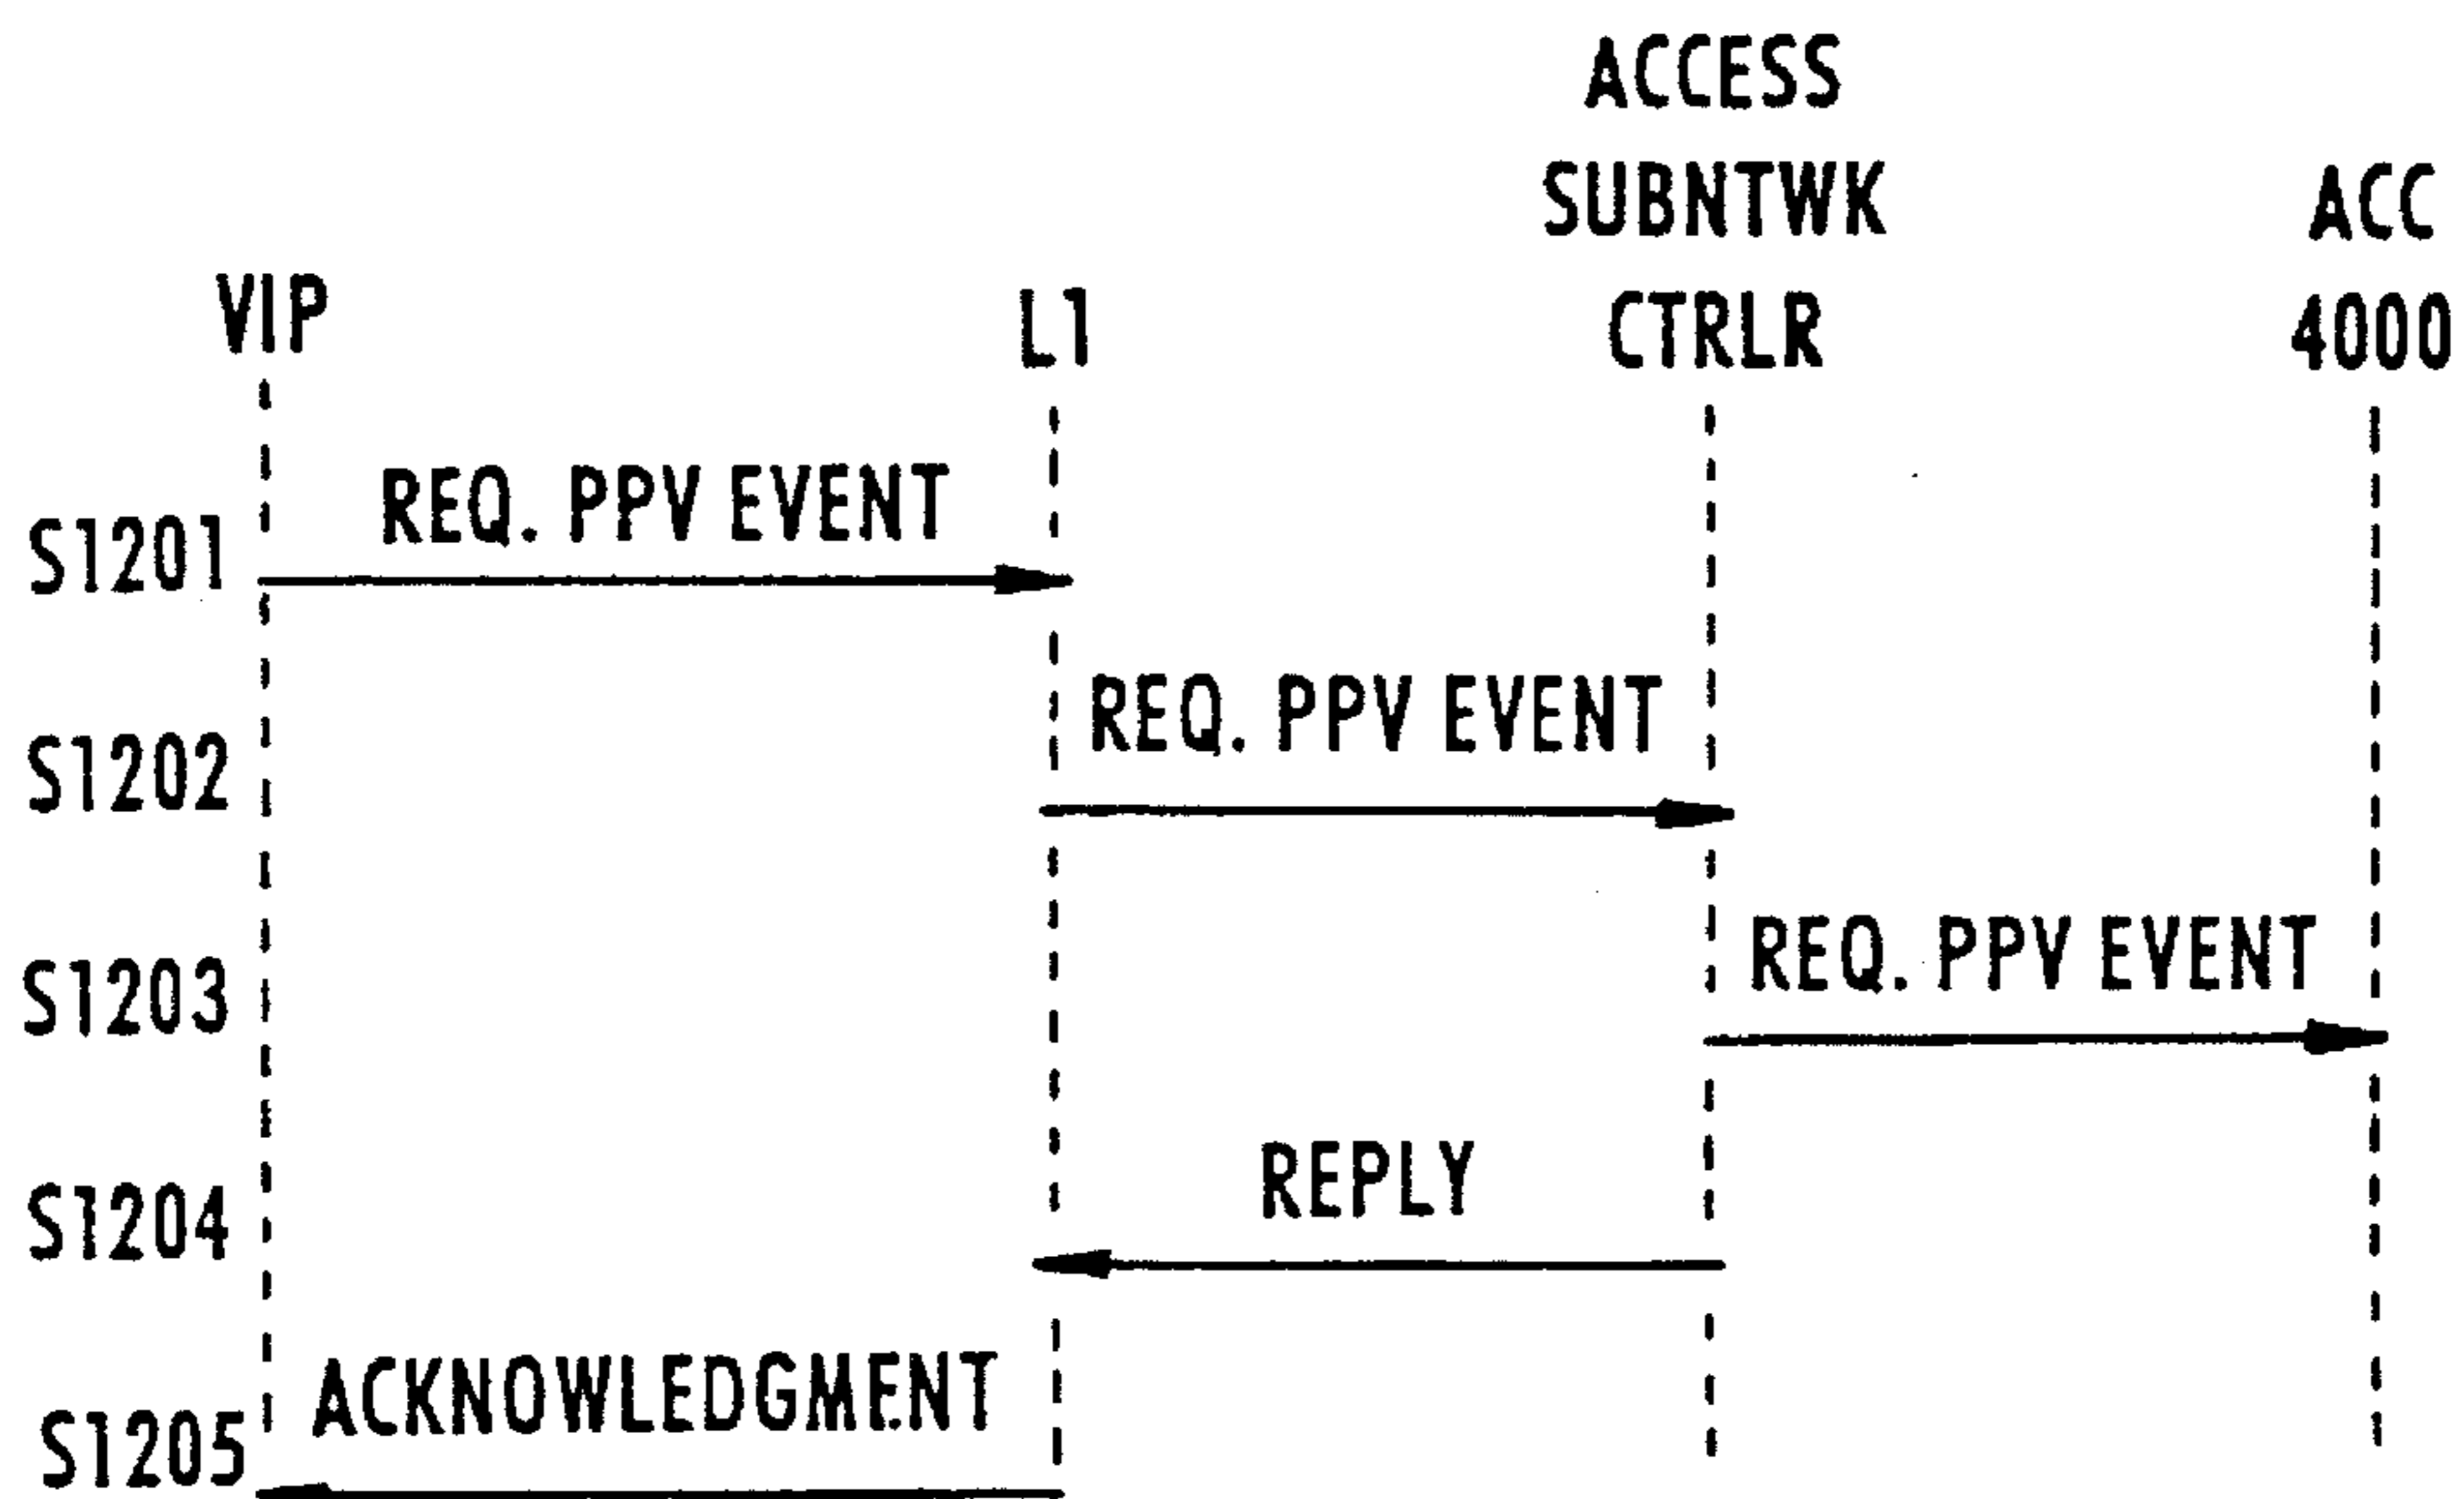 ACCESS
SUBNTWK
CTRLR
ACC
4000
VIP
L1
REQ. PPV EVENT
S1201
REQ. PPV EVENT
S1202
REQ. PPV EVENT
S1203
REPLY
S1204
ACKNOWLEDGMENT
S1205